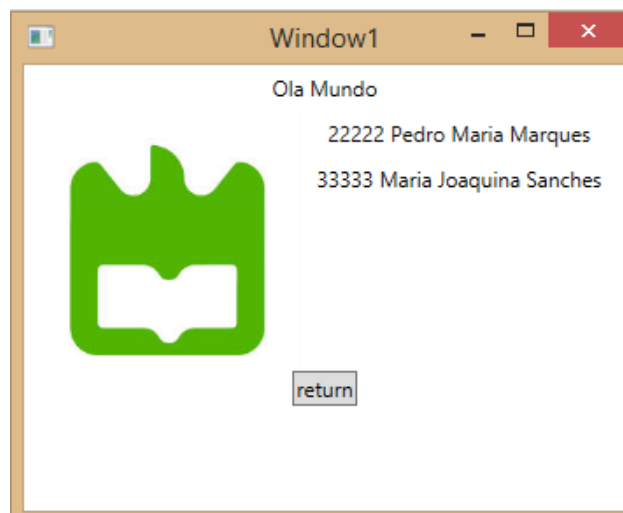 Window1
Ola Mundo
22222 Pedro Maria Marques
33333 Maria Joaquina Sanches
return